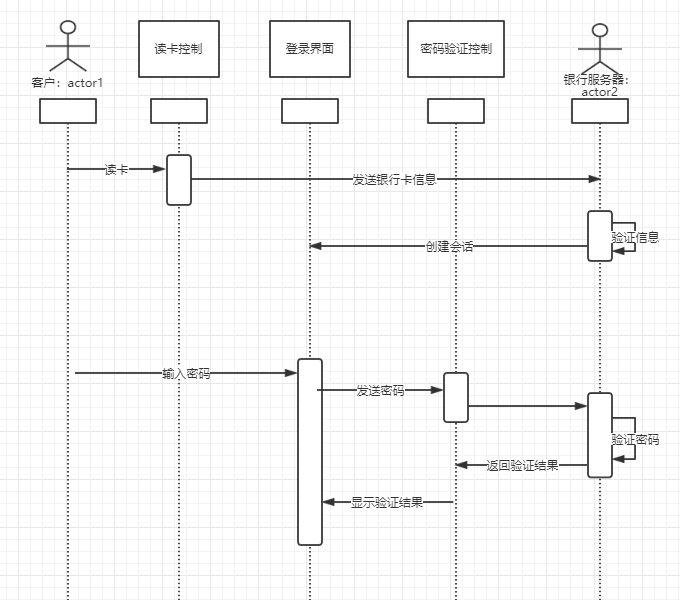 读卡控制
登录界面
密码验证控制
客户：actor1
银行服务器：
actor2
读卡
发送银行卡信息
验证信息
创建会话
输入密码
发送密码
验证密码
返回验证结果
显示验证结果